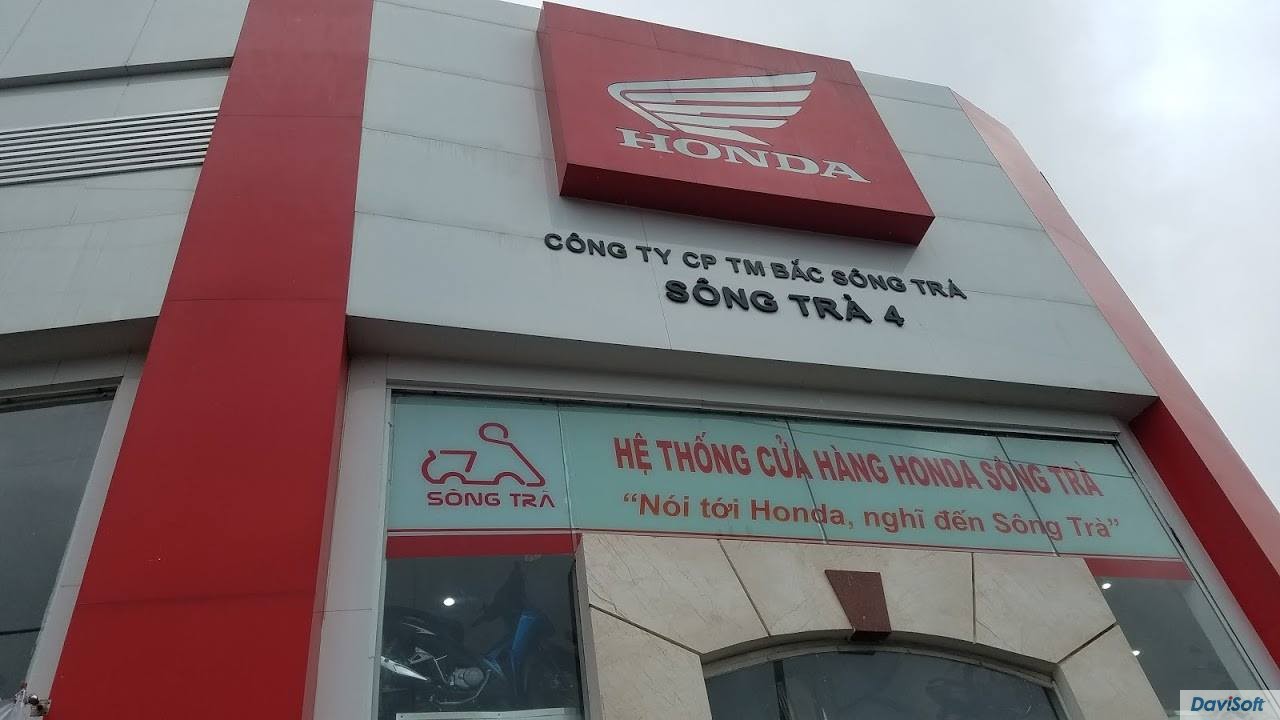 HONDA
CÔNG TY CP TM BẮC SÔNG TRÀ
SÔNG TRÀ 4
SÔNG TRÀ
HỆ THỐNG CỬA HÀNG HONDA SÔNG TRÀ
“Nói tới Honda, nghĩ đến Sông Trà”
DaviSoft